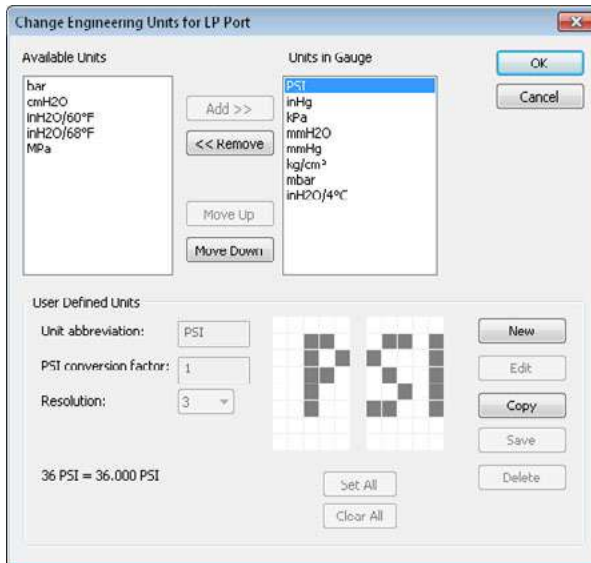 Change Engineering Units for LP Port
Available Units
bar
cmH2O
inH2O/60°F
inH2O/68°F
MPa
Add >>
<< Remove
Move Up
Move Down
Units in Gauge
PSI
inHg
kPa
mmH2O
mmHg
kg/cm²
mbar
inH2O/4°C
OK
Cancel
User Defined Units
Unit abbreviation: PSI
PSI conversion factor: 1
Resolution: 3
36 PSI = 36.000 PSI
PSI
Set All
Clear All
New
Edit
Copy
Save
Delete